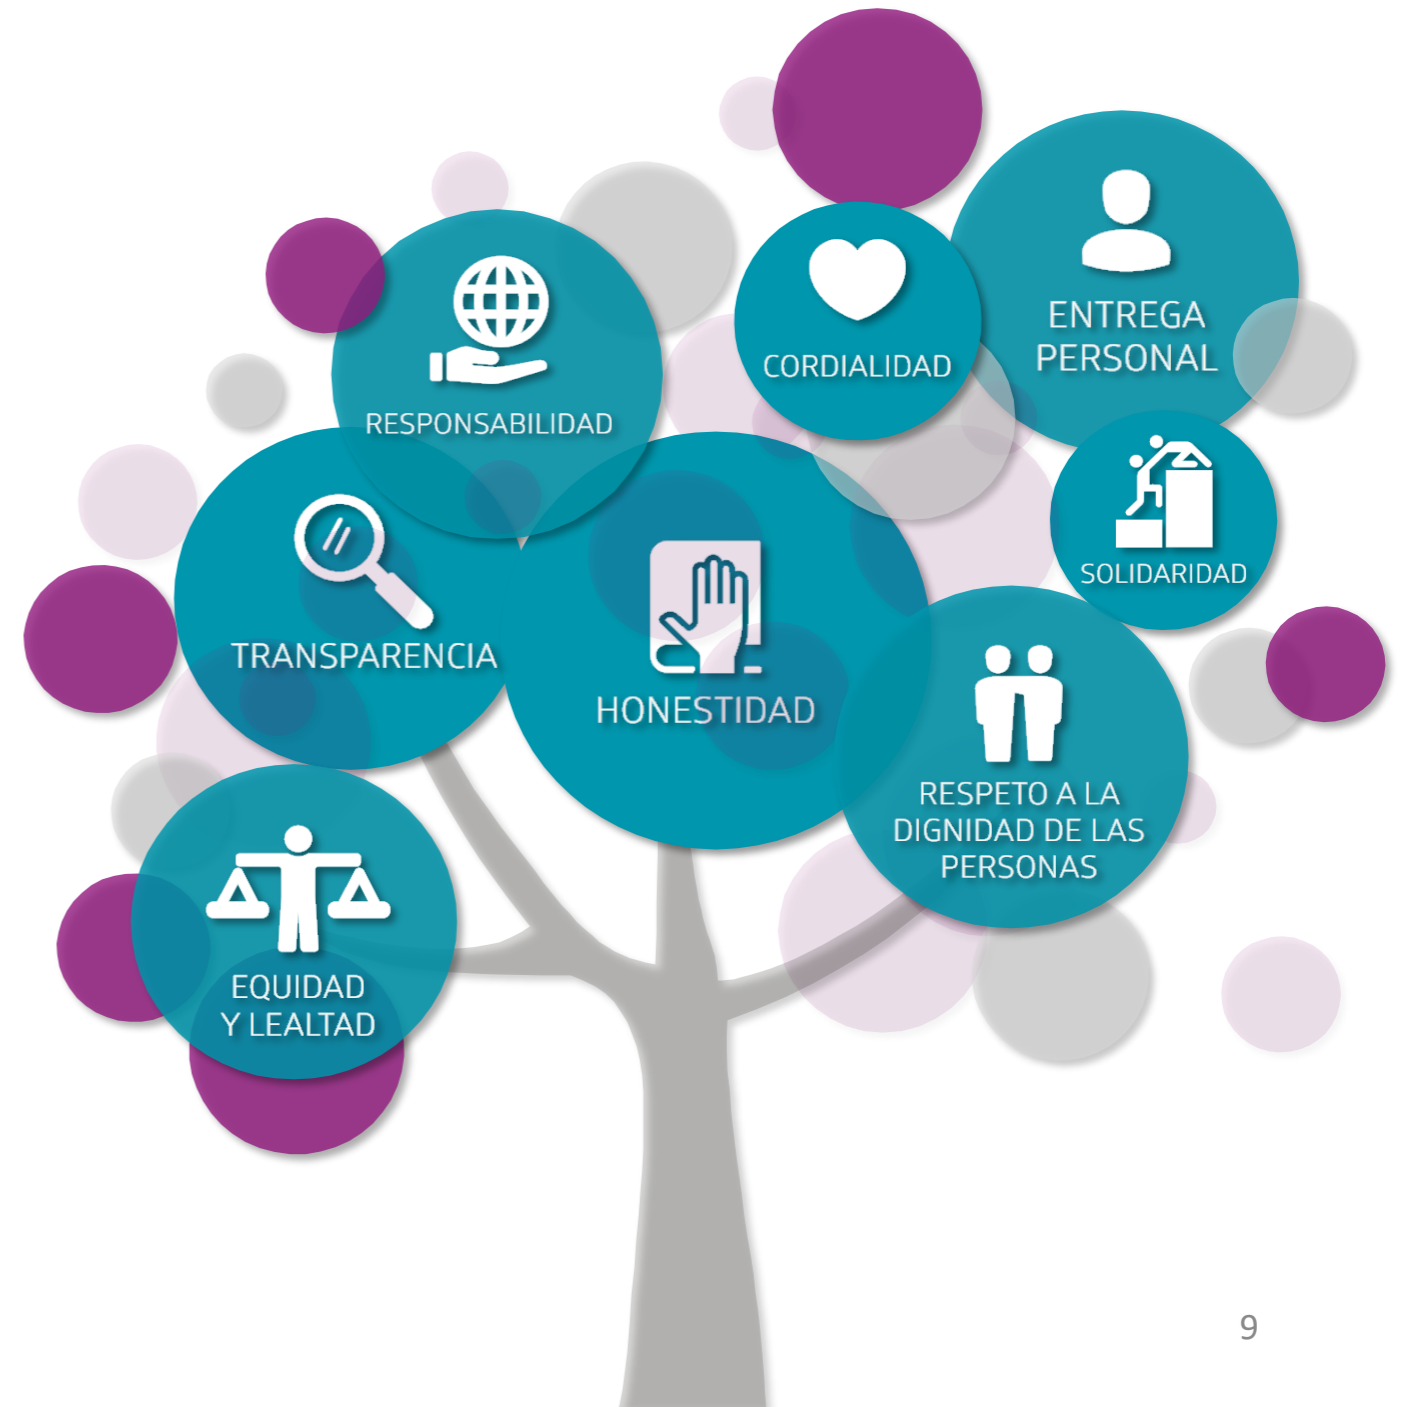 ENTREGA
PERSONAL
CORDIALIDAD
RESPONSABILIDAD
SOLIDARIDAD
TRANSPARENCIA
HONESTIDAD
RESPETO A LA
DIGNIDAD DE LAS
PERSONAS
EQUIDAD
Y LEALTAD
9